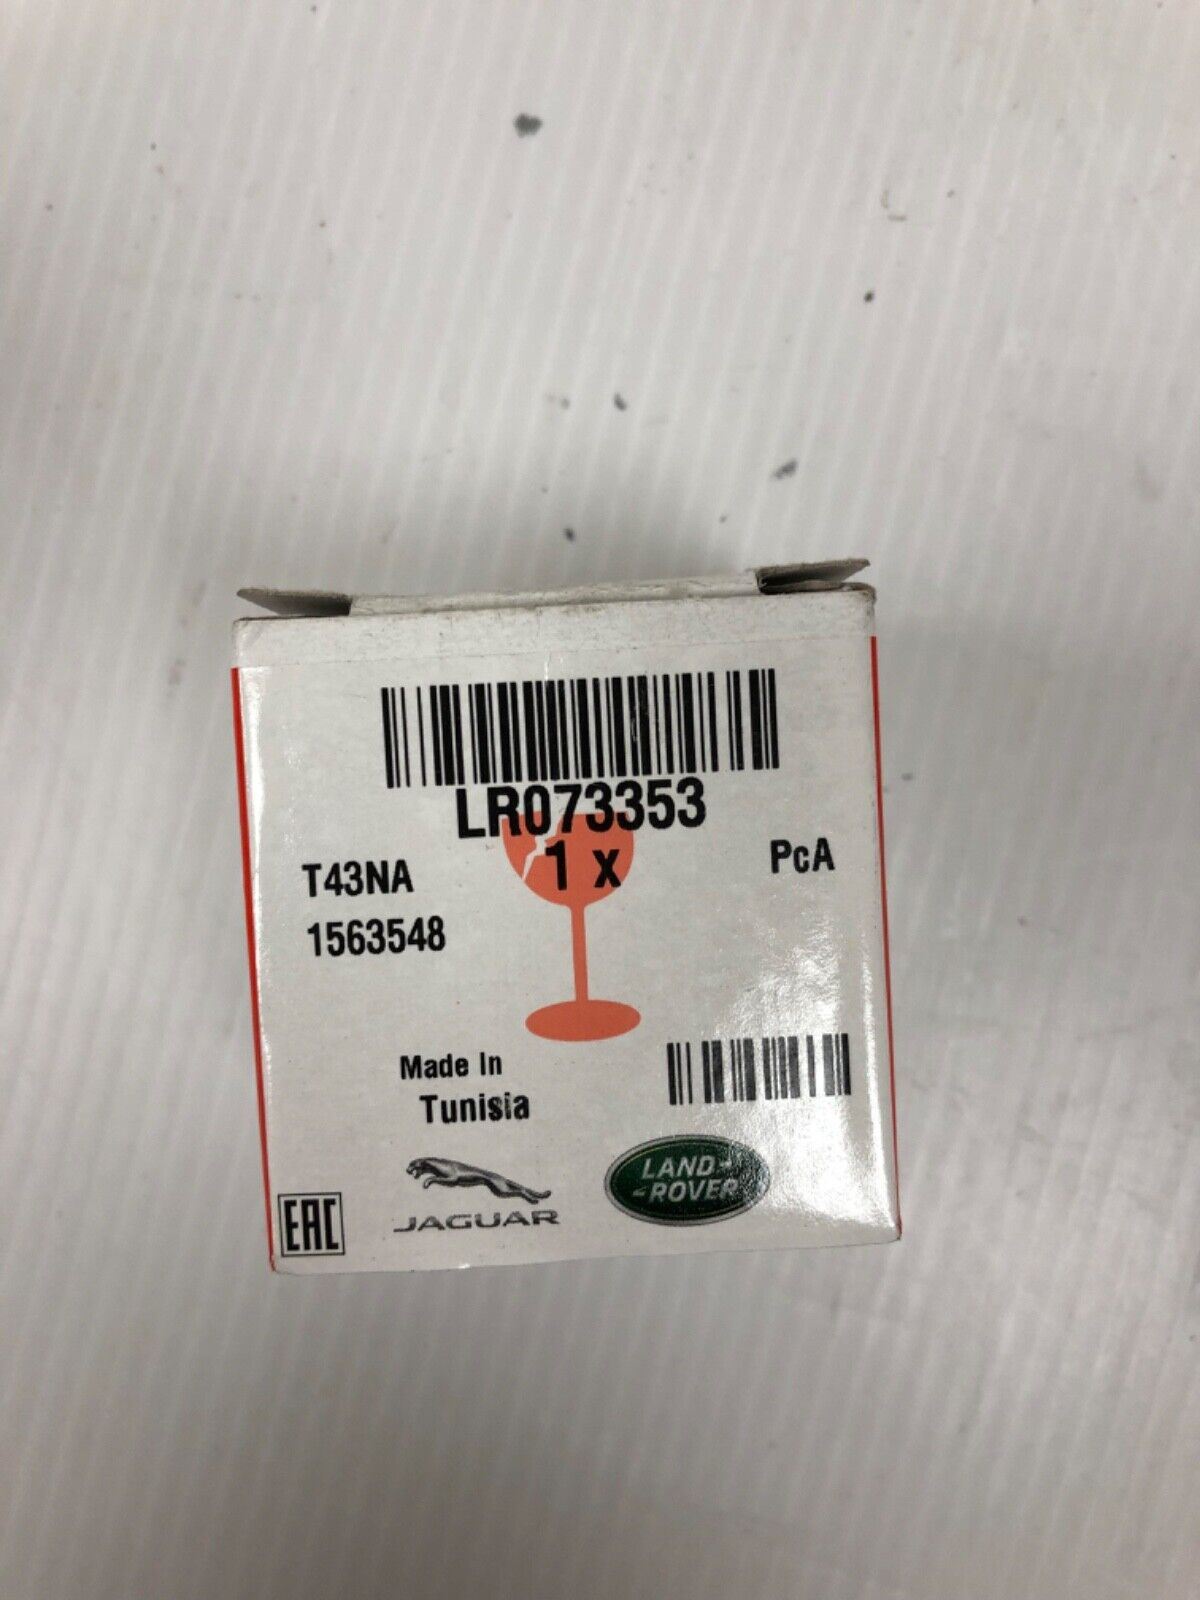 LR073353
T43NA 1 x PcA
1563548
Made In
Tunisia
JAGUAR
LAND-
-ROVER
EAC